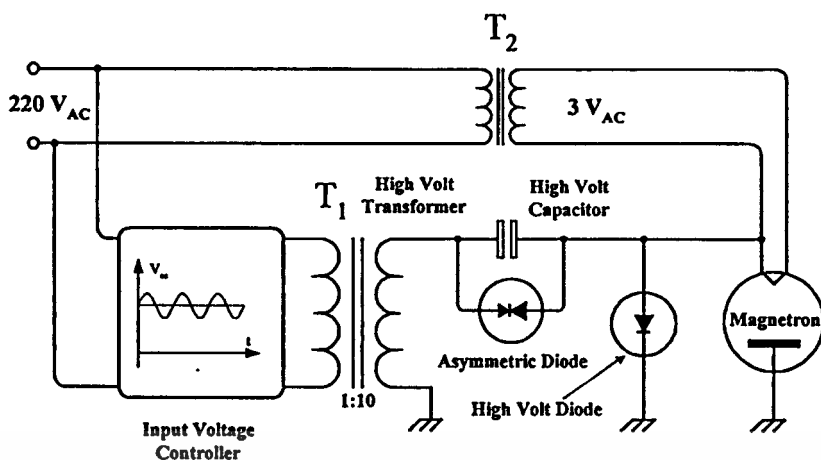 T2
220 VAC
3 VAC
T1
High Volt
Transformer
High Volt
Capacitor
t
Magnetron
Asymmetric Diode
1:10
High Volt Diode
Input Voltage
Controller